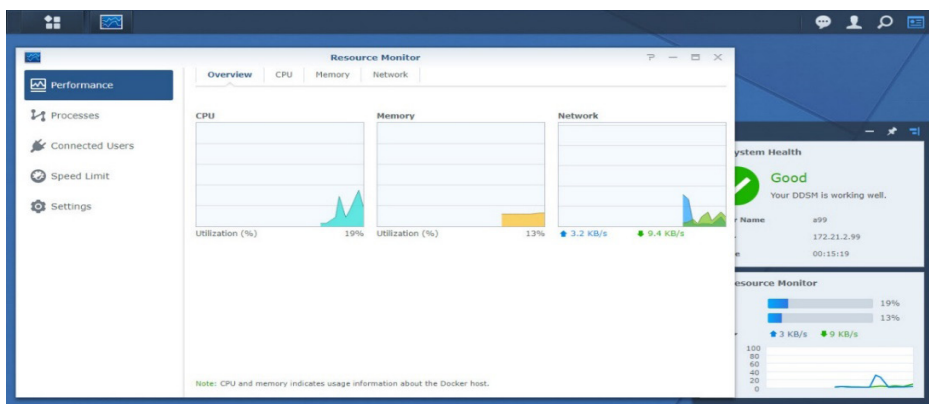 Resource Monitor
Overview CPU Memory Network
Performance
Processes
Connected Users
Speed Limit
Settings
CPU Memory Network
Utilization (%) 19% Utilization (%) 13% 3.2 KB/s 9.4 KB/s
Note: CPU and memory indicates usage information about the Docker host.
ystem Health
Good
Your DDSM is working well.
Name a99
172.21.2.99
00:15:19
esource Monitor
19%
13%
3 KB/s 9 KB/s
100
80
60
40
20
0